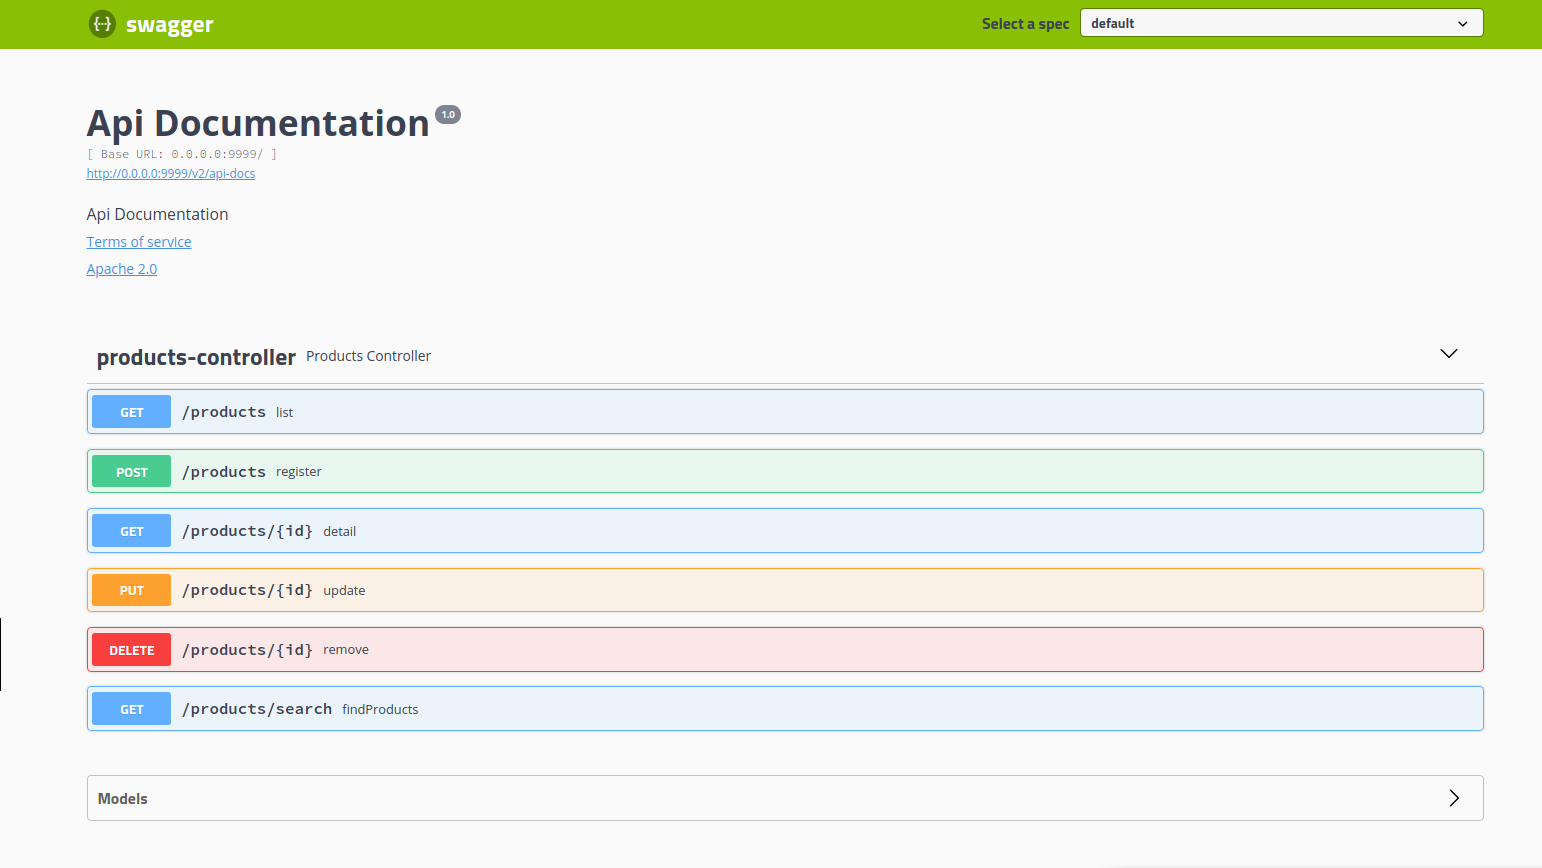 {···} swagger Select a spec default
Api Documentation 1.0
[ Base URL: 0.0.0.0:9999/ ]
http://0.0.0.0:9999/v2/api-docs
Api Documentation
Terms of service
Apache 2.0
products-controller Products Controller
GET /products list
POST /products register
GET /products/{id} detail
PUT /products/{id} update
DELETE /products/{id} remove
GET /products/search findProducts
Models